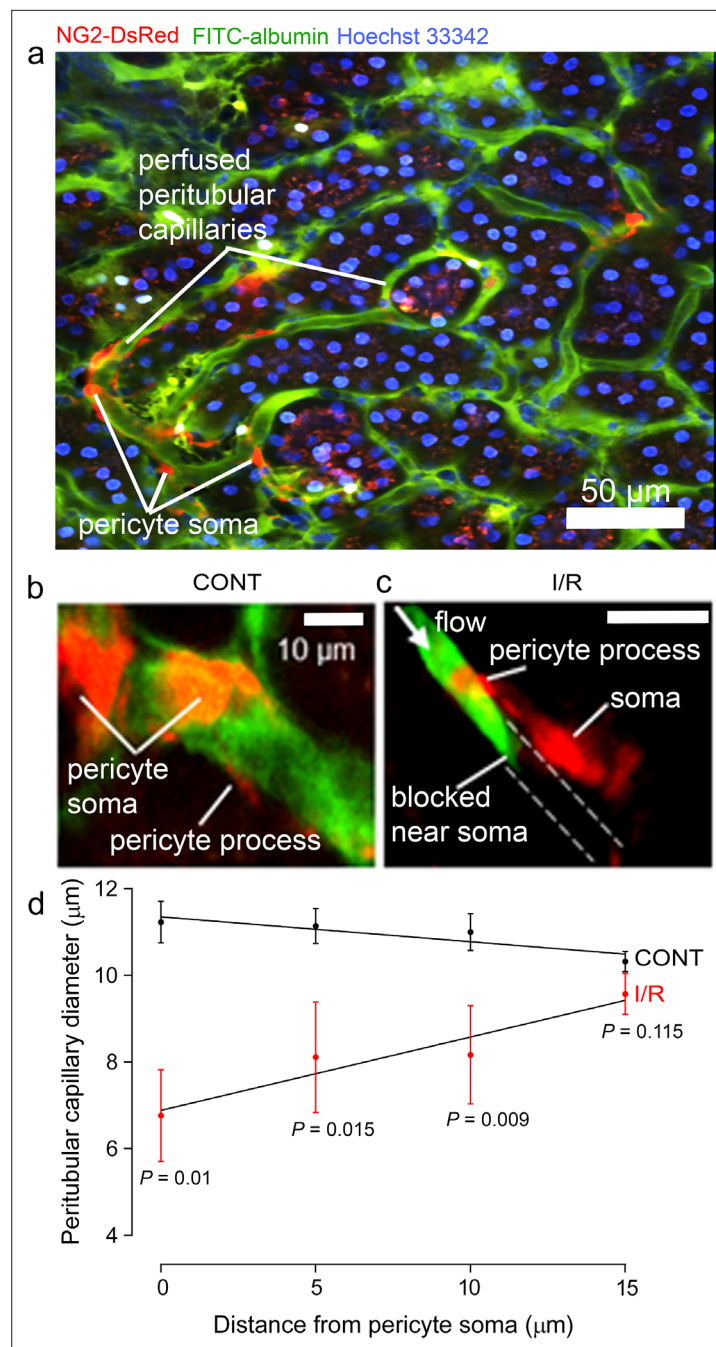 NG2-DsRed FITC-albumin Hoechst 33342
a
perfused
peritubular
capillaries
pericyte soma
50 μm
b
CONT
10 μm
pericyte
soma
pericyte process
c
I/R
flow
pericyte process
soma
blocked
near soma
d
Peritubular capillary diameter (μm)
12
10
8
6
4
CONT
I/R
P = 0.01
P = 0.015
P = 0.009
P = 0.115
0
5
10
15
Distance from pericyte soma (μm)